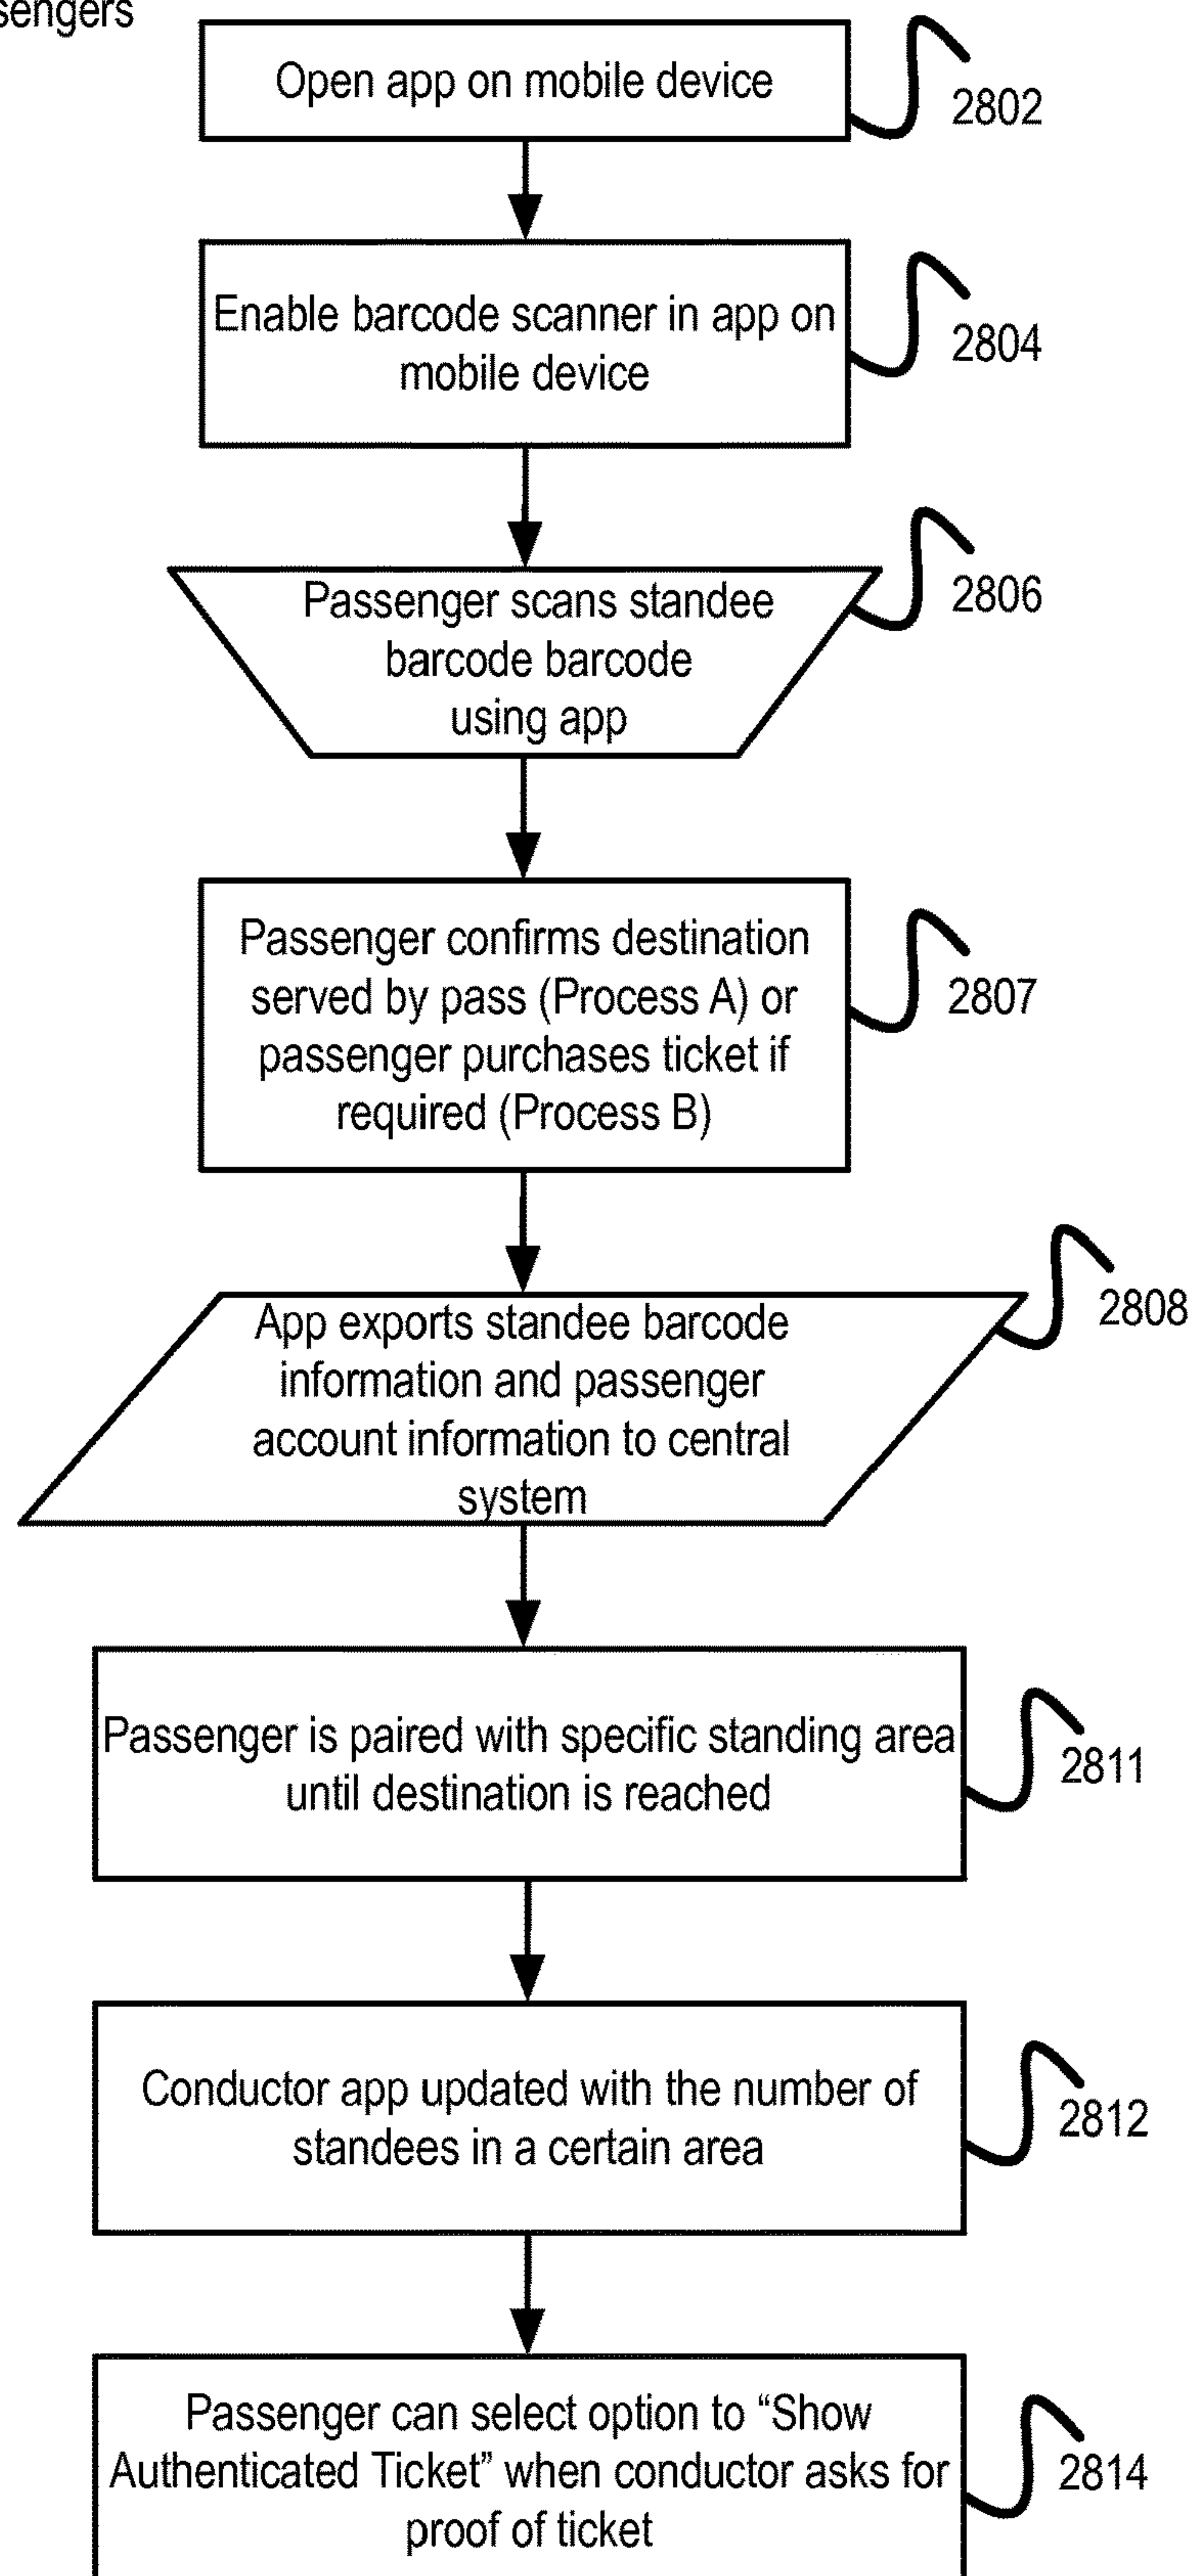 Open app on mobile device
2802
Enable barcode scanner in app on
mobile device
2804
Passenger scans standee
barcode barcode
using app
2806
Passenger confirms destination
served by pass (Process A) or
passenger purchases ticket if
required (Process B)
2807
App exports standee barcode
information and passenger
account information to central
system
2808
Passenger is paired with specific standing area
until destination is reached
2811
Conductor app updated with the number of
standees in a certain area
2812
Passenger can select option to “Show
Authenticated Ticket” when conductor asks for
proof of ticket
2814